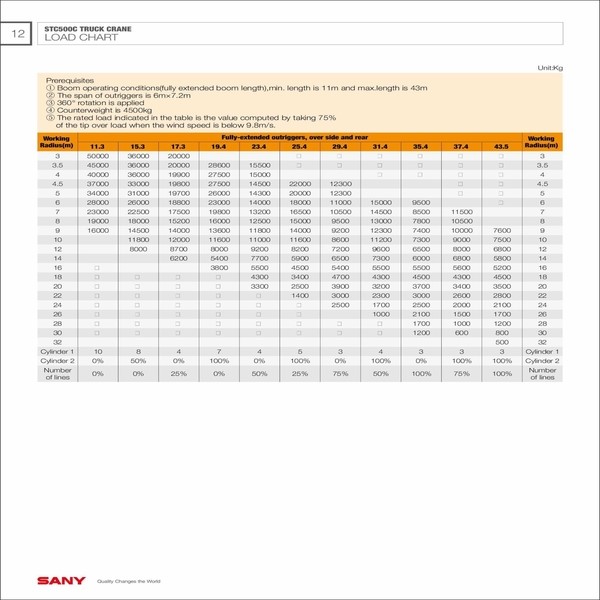 12
STC500C TRUCK CRANE
LOAD CHART
Unit:Kg
Prerequisites
① Boom operating conditions(fully extended boom length),min. length is 11m and max.length is 43m
② The span of outriggers is 6m×7.2m
③ 360° rotation is applied
④ Counterweight is 4500kg
⑤ The rated load indicated in the table is the value computed by taking 75%
of the tip over load when the wind speed is below 9.8m/s.
Working Radius(m) Fully-extended outriggers, over side and rear Working Radius(m)
11.3 15.3 17.3 19.4 23.4 25.4 29.4 31.4 35.4 37.4 43.5
3 50000 36000 20000 □ □ □ □ □ □ 3
3.5 45000 36000 20000 28800 15500 □ □ □ □ □ □ 3.5
4 40000 36000 19900 27500 15000 □ □ □ □ 4
4.5 37000 33000 19800 27500 14500 22000 12300 □ □ 4.5
5 34000 31000 19700 26000 14300 20000 12300 □ □ 5
6 28000 26000 18800 23000 14000 18000 11000 15000 9500 □ 6
7 23000 22500 17500 19800 13200 16500 10500 14500 8500 11500 7
8 19000 18000 15200 16000 12500 15000 9500 13000 7800 10500 8
9 16000 14500 14000 13600 11800 14000 9200 12300 7400 10000 7600 9
10 11800 12000 11600 11000 11600 8600 11200 7300 9000 7500 10
12 8000 8700 8000 9200 8200 7200 9600 6500 8000 6800 12
14 6200 5400 7700 5900 6500 7300 6000 6800 5800 14
16 □ 3800 5500 4500 5400 5500 5500 5600 5200 16
18 □ □ □ □ 4300 3400 4700 4300 4500 4300 4500 18
20 □ □ □ □ 3300 2500 3900 3200 3700 3400 3500 20
22 □ □ □ □ □ 1400 3000 2300 3000 2600 2800 22
24 □ □ □ □ □ □ 2500 1700 2500 2000 2100 24
26 □ □ □ □ □ □ 1000 2100 1500 1700 26
28 □ □ □ □ □ □ □ □ 1700 1000 1200 28
30 □ □ □ □ □ □ □ □ 1200 600 800 30
32 500 32
Cylinder 1 10 8 4 7 4 5 3 4 3 3 3 Cylinder 1
Cylinder 2 0% 50% 0% 100% 0% 100% 0% 100% 0% 100% 100% Cylinder 2
Number of lines 0% 0% 25% 0% 50% 25% 75% 50% 100% 75% 100% Number of lines
SANY Quality Changes the World